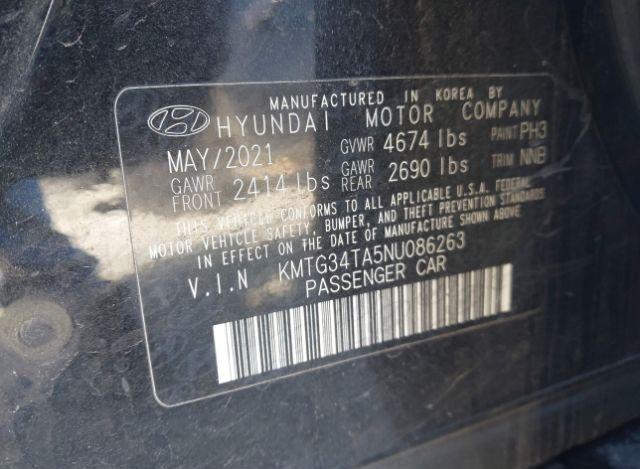 MANUFACTURED IN KOREA BY
HYUNDAI MOTOR COMPANY
MAY/2021 GVWR 4674 lbs PAINT PH3
GAWR FRONT 2414 lbs GAWR REAR 2690 lbs TRIM NNB
THIS VEHICLE CONFORMS TO ALL APPLICABLE U.S.A. FEDERAL
MOTOR VEHICLE SAFETY, BUMPER, AND THEFT PREVENTION STANDARDS
IN EFFECT ON THE DATE OF MANUFACTURE SHOWN ABOVE
V.I.N KMTG34TA5NU086263
PASSENGER CAR